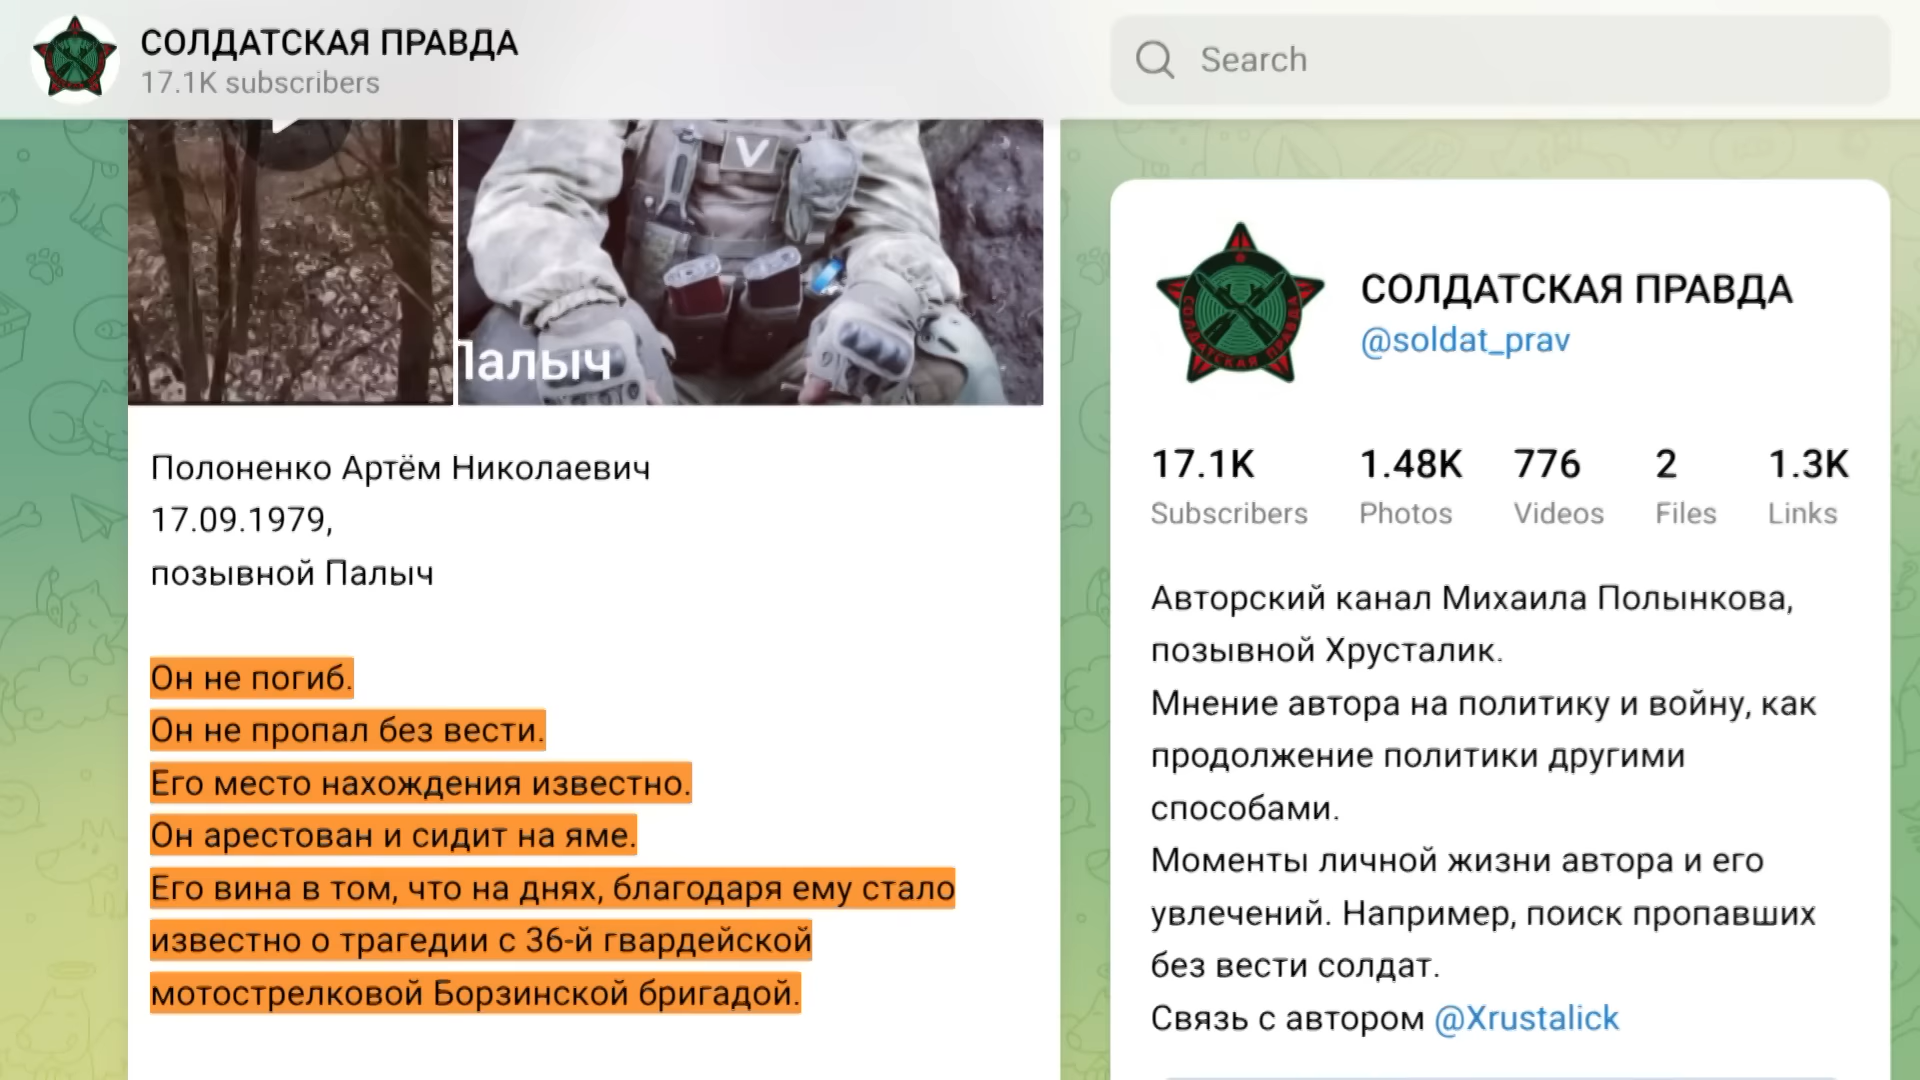 СОЛДАТСКАЯ ПРАВДА
17.1K subscribers
Search
V
Палыч
Полоненко Артём Николаевич
17.09.1979,
позывной Палыч
Он не погиб.
Он не пропал без вести.
Его место нахождения известно.
Он арестован и сидит на яме.
Его вина в том, что на днях, благодаря ему стало
известно о трагедии с 36-й гвардейской
мотострелковой Борзинской бригадой.
СОЛДАТСКАЯ ПРАВДА
СОЛДАТСКАЯ ПРАВДА
@soldat_prav
17.1K 1.48K 776 2 1.3K
Subscribers Photos Videos Files Links
Авторский канал Михаила Полынкова,
позывной Хрусталик.
Мнение автора на политику и войну, как
продолжение политики другими
способами.
Моменты личной жизни автора и его
увлечений. Например, поиск пропавших
без вести солдат.
Связь с автором @Xrustalick